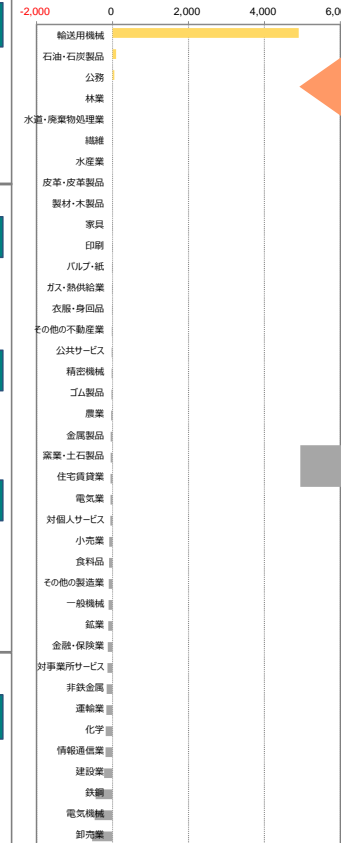 -2,000 0 2,000 4,000 6,0
輸送用機械
石油・石炭製品
公務
林業
水道・廃棄物処理業
繊維
水産業
皮革・皮革製品
製材・木製品
家具
印刷
パルプ・紙
ガス・熱供給業
衣服・身回品
その他の不動産業
公共サービス
精密機械
ゴム製品
農業
金属製品
窯業・土石製品
住宅賃貸業
電気業
対個人サービス
小売業
食料品
その他の製造業
一般機械
鉱業
金融・保険業
対事業所サービス
非鉄金属
運輸業
化学
情報通信業
建設業
鉄鋼
電気機械
卸売業